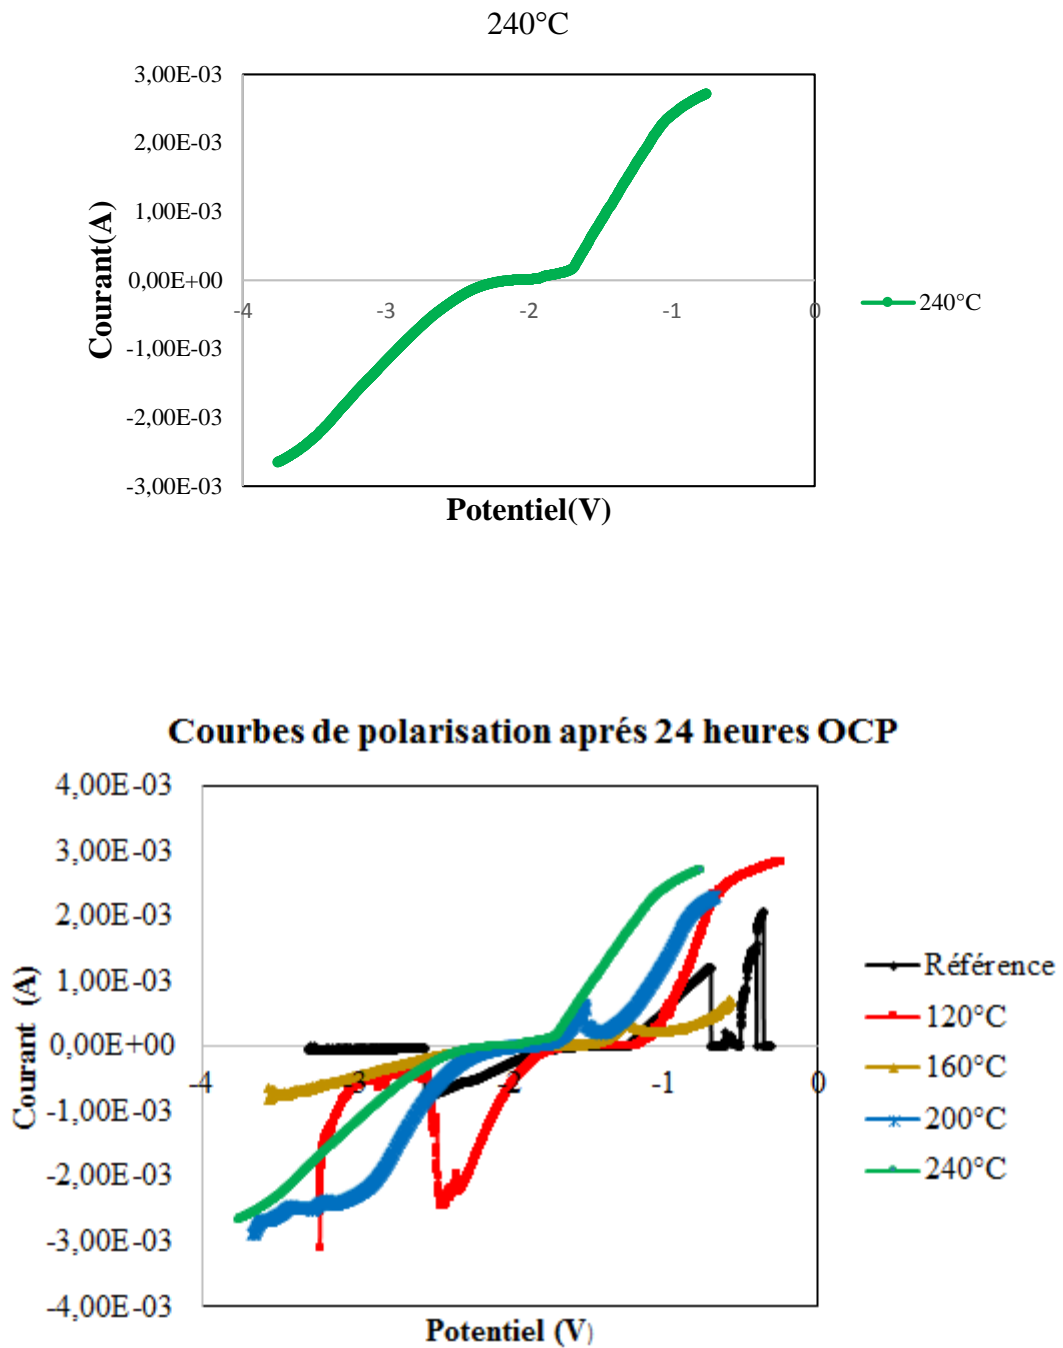 240°C
3,00E-03
2,00E-03
1,00E-03
0,00E+00
-1,00E-03
-2,00E-03
-3,00E-03
-4 -3 -2 -1 0
Courant(A)
Potentiel(V)
240°C
Courbes de polarisation aprés 24 heures OCP
4,00E-03
3,00E-03
2,00E-03
1,00E-03
0,00E+00
-1,00E-03
-2,00E-03
-3,00E-03
-4,00E-03
-4 -3 -2 -1 0
Courant (A)
Potentiel (V)
Référence
120°C
160°C
200°C
240°C